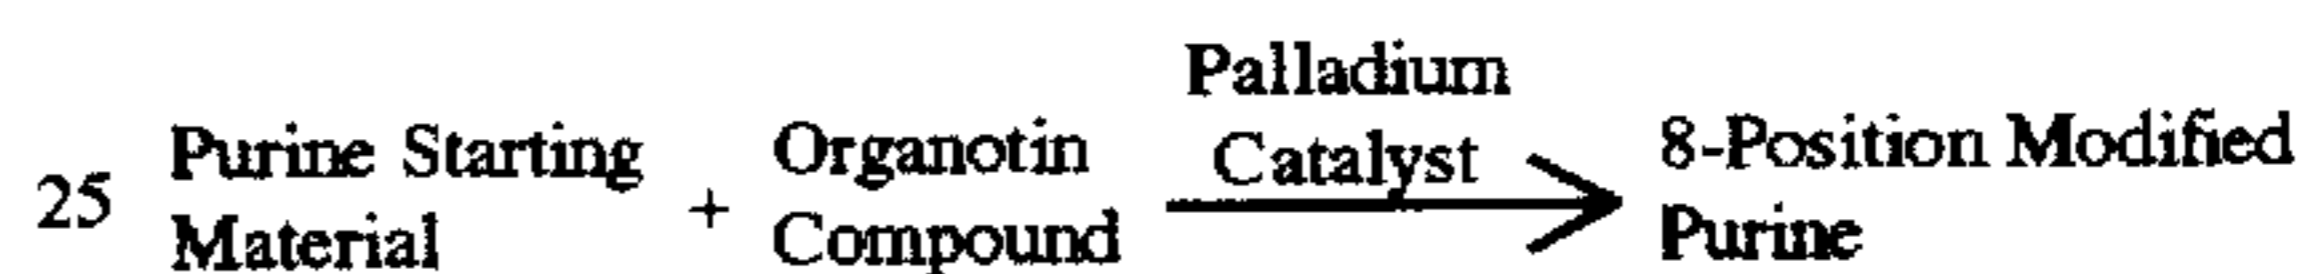 Palladium
25 Purine Starting + Organotin Catalyst 8-Position Modified
Material Compound Purine